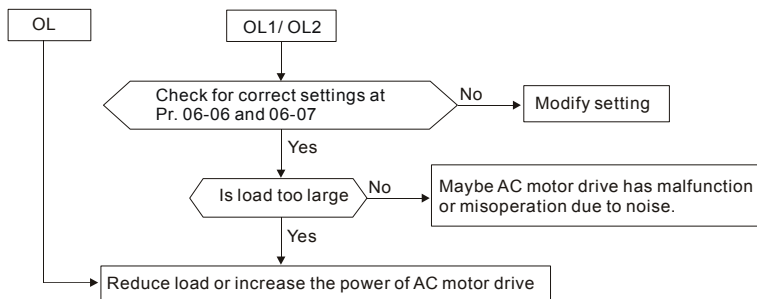 OL
OL1/ OL2
Check for correct settings at
Pr. 06-06 and 06-07
No
Modify setting
Yes
Is load too large
No
Maybe AC motor drive has malfunction
or misoperation due to noise.
Yes
Reduce load or increase the power of AC motor drive